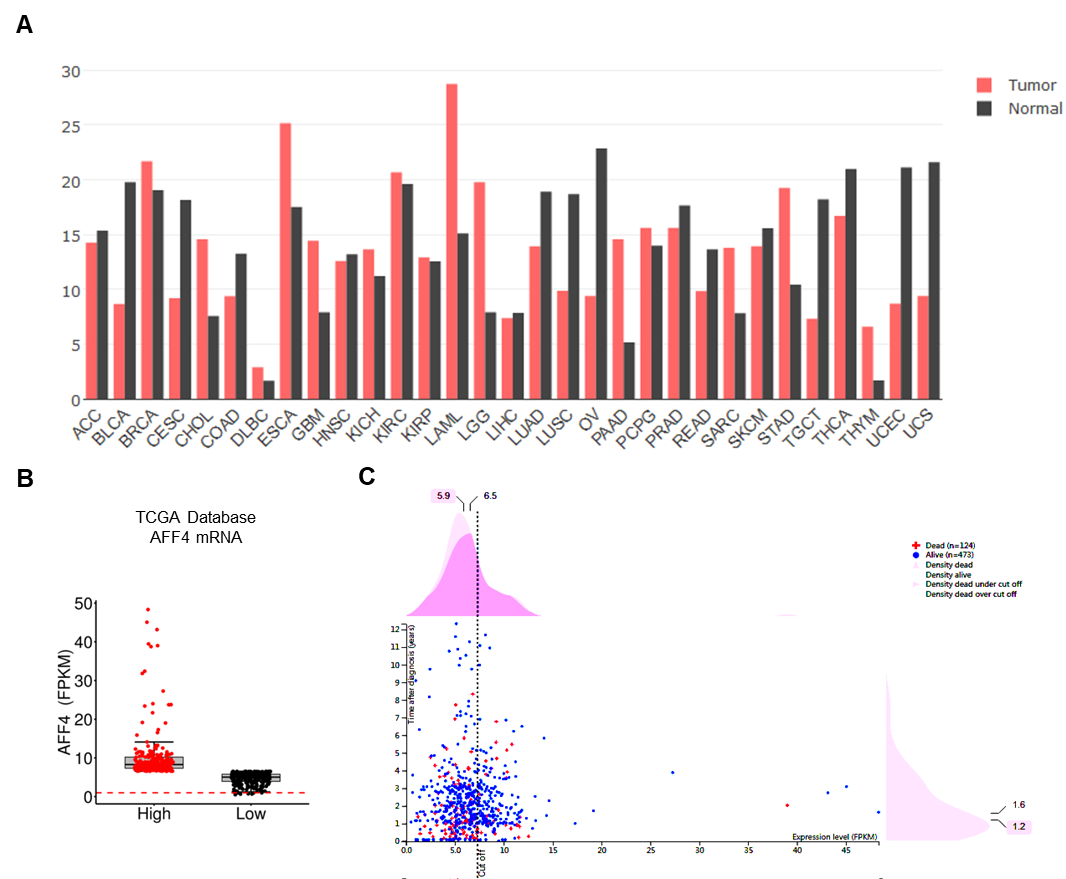 A
30
25
20
15
10
5
0
Tumor
Normal
ACC BLCA BRCA CESC CHOL COAD DLBC ESCA GBM HNSC KICH KIRC KIRP LAML LGG LIHC LUAD LUSC OV PAAD PCPG PRAD READ SARC SKCM STAD TGCT THCA THYM UCEC UCS
B
TCGA Database
AFF4 mRNA
AFF4 (FPKM)
50
40
30
20
10
0
High Low
C
5.9 6.5
Dead (n=124)
Alive (n=473)
Density dead
Density alive
Density dead under cut off
Density dead over cut off
Time after diagnosis (years)
12
11
10
9
8
7
6
5
4
3
2
1
0
1.6
1.2
Expression level (FPKM)
0.0 5.0 10 15 20 25 30 35 40 45
Cut off